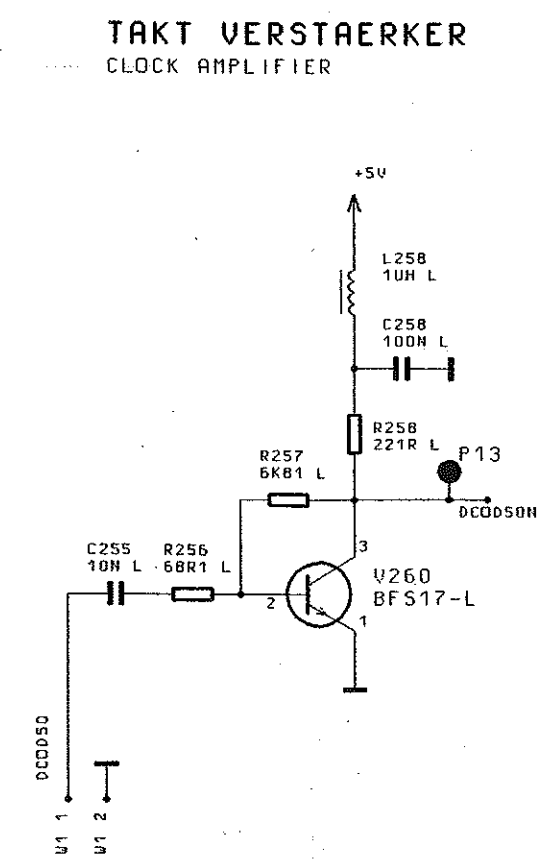 TAKT VERSTAERKER
CLOCK AMPLIFIER
+5V
L258
1UH L
C258
100N L
R258
221R L
P13
R257
6K81 L
DCOD50N
C255
10N L
R256
68R1 L
3
V260
BFS17-L
2
1
DCOD50
W1 1
W1 2